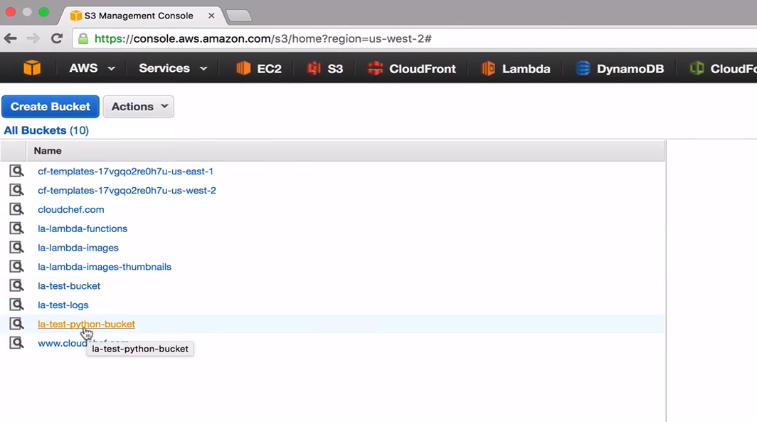 S3 Management Console
https://console.aws.amazon.com/s3/home?region=us-west-2#
AWS Services EC2 S3 CloudFront Lambda DynamoDB CloudFo
Create Bucket Actions
All Buckets (10)
Name
cf-templates-17vgqo2re0h7u-us-east-1
cf-templates-17vgqo2re0h7u-us-west-2
cloudchef.com
la-lambda-functions
la-lambda-images
la-lambda-images-thumbnails
la-test-bucket
la-test-logs
la-test-python-bucket
www.cloudchef.com
la-test-python-bucket